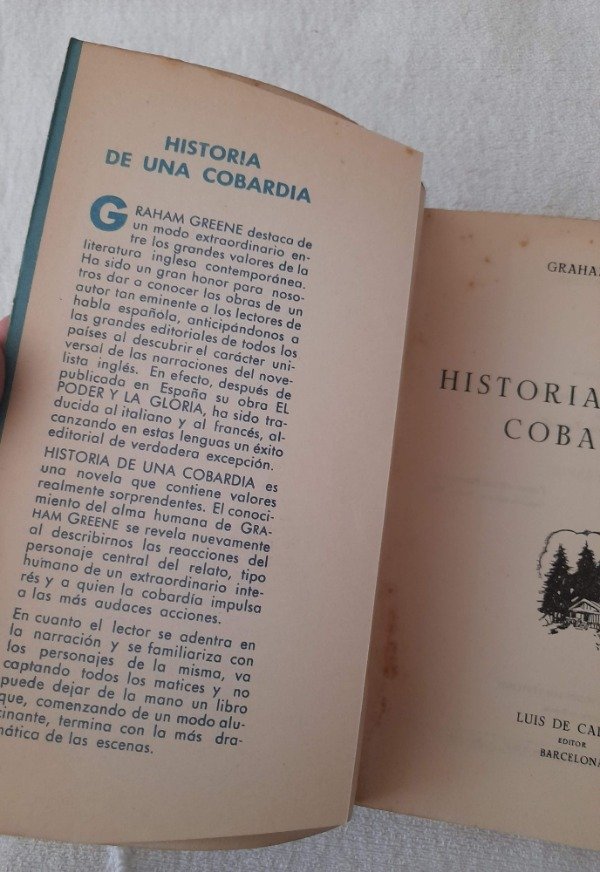 HISTORIA
DE UNA COBARDIA
GRAHAM GREENE destaca de
un modo extraordinario en-
tre los grandes valores de la
literatura inglesa contemporánea.
Ha sido un gran honor para noso-
tros dar a conocer las obras de un
autor tan eminente a los lectores de
habla española, anticipándonos a
las grandes editoriales de todos los
países al descubrir el carácter uni-
versal de las narraciones del nove-
lista inglés. En efecto, después de
publicada en España su obra EL
PODER Y LA GLORIA, ha sido tra-
ducida al italiano y al francés, al-
canzando en estas lenguas un éxito
editorial de verdadera excepción.
HISTORIA DE UNA COBARDIA es
una novela que contiene valores
realmente sorprendentes. El conoci-
miento del alma humana de GRA-
HAM GREENE se revela nuevamente
al describirnos las reacciones del
personaje central del relato, tipo
humano de un extraordinario inte-
rés y a quien la cobardía impulsa
a las más audaces acciones.
En cuanto el lector se adentra en
la narración y se familiariza con
los personajes de la misma, va
captando todos los matices y no
puede dejar de la mano un libro
que, comenzando de un modo alu-
cinante, termina con la más dra-
mática de las escenas.
GRAHA
HISTORIA
COBA
LUIS DE CA
EDITOR
BARCELONA